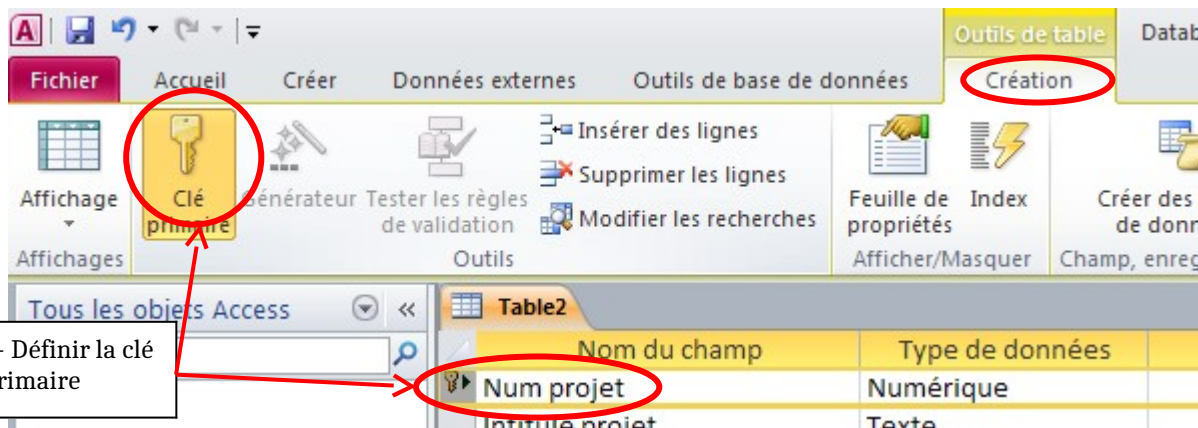 Outils de table Datab
Fichier Accueil Créer Données externes Outils de base de données Création
Insérer des lignes
Supprimer les lignes
Modifier les recherches
Affichage
Clé primaire
Générateur
Tester les règles de validation
Feuille de propriétés
Index
Créer des
de donn
Affichages
Outils
Afficher/Masquer
Champ, enreg
Tous les objets Access
Table2
- Définir la clé
rimaire
Nom du champ Type de données
Num projet Numérique
Intitulé projet Texte